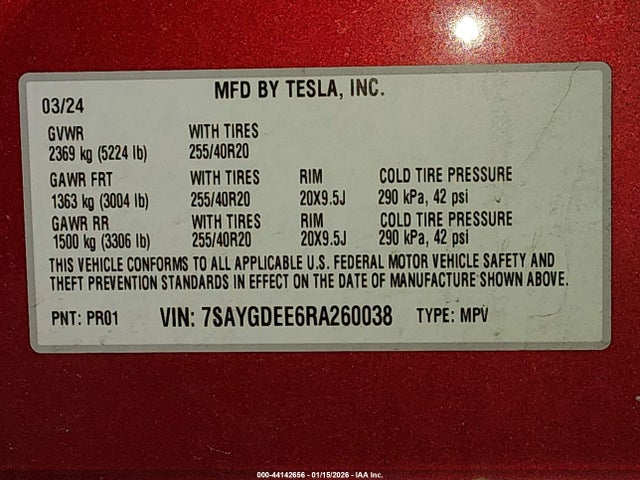 MFD BY TESLA, INC.
03/24
GVWR WITH TIRES
2369 kg (5224 lb) 255/40R20
GAWR FRT WITH TIRES RIM COLD TIRE PRESSURE
1363 kg (3004 lb) 255/40R20 20X9.5J 290 kPa, 42 psi
GAWR RR WITH TIRES RIM COLD TIRE PRESSURE
1500 kg (3306 lb) 255/40R20 20X9.5J 290 kPa, 42 psi
THIS VEHICLE CONFORMS TO ALL APPLICABLE U.S. FEDERAL MOTOR VEHICLE SAFETY AND
THEFT PREVENTION STANDARDS IN EFFECT ON THE DATE OF MANUFACTURE SHOWN ABOVE.
PNT: PR01 VIN: 7SAYGDEE6RA260038 TYPE: MPV
000-44142656 - 01/15/2026 - IAA Inc.